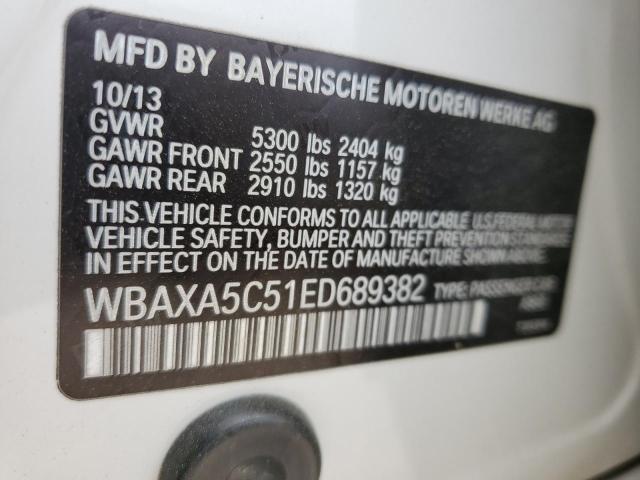 MFD BY BAYERISCHE MOTOREN WERKE AG
10/13
GVWR 5300 lbs 2404 kg
GAWR FRONT 2550 lbs 1157 kg
GAWR REAR 2910 lbs 1320 kg
THIS VEHICLE CONFORMS TO ALL APPLICABLE U.S. FEDERAL MOTOR
VEHICLE SAFETY, BUMPER AND THEFT PREVENTION STANDARDS
IN EFFECT ON THE DATE OF MANUFACTURE SHOWN ABOVE.
WBAXA5C51ED689382 TYPE: PASSENGER CAR